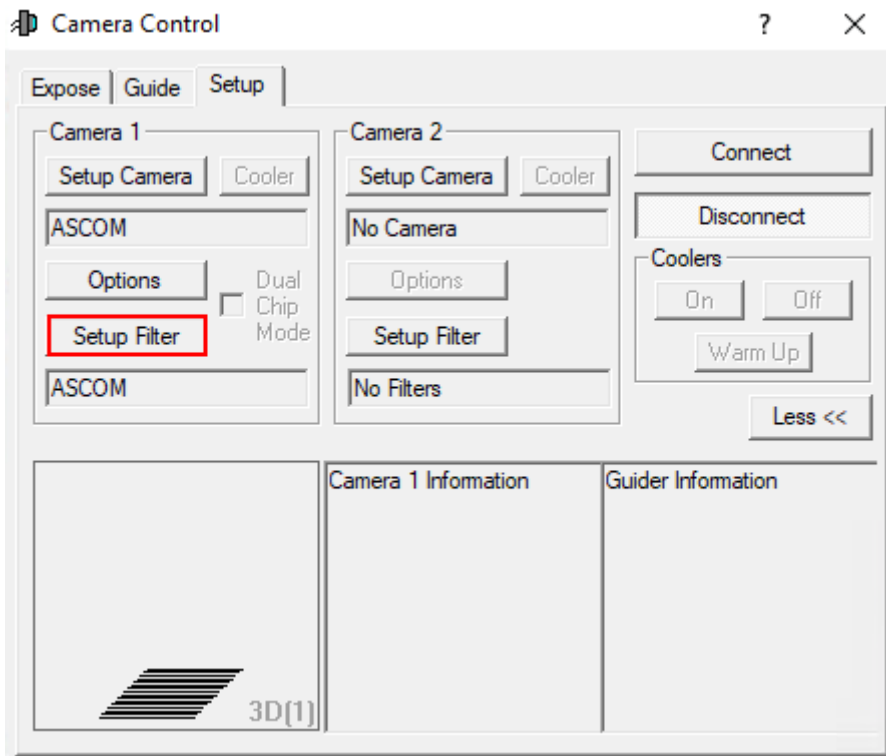 Camera Control
?
Expose
Guide
Setup
Camera 1
Setup Camera
Cooler
ASCOM
Options
Dual
Chip
Mode
Setup Filter
ASCOM
Camera 2
Setup Camera
Cooler
No Camera
Options
Setup Filter
No Filters
Connect
Disconnect
Coolers
On
Off
Warm Up
Less <<
3D(1)
Camera 1 Information
Guider Information